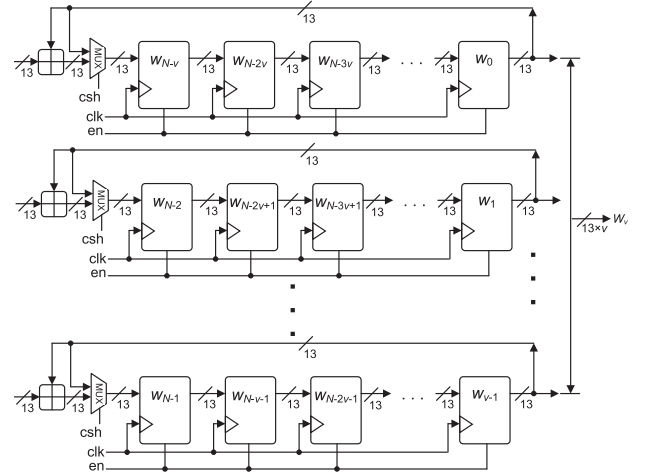 13
MUX
13 13 13 W_{N-v} 13 W_{N-2v} 13 W_{N-3v} 13 . . . 13 W_0 13
csh
clk
en
13
MUX
13 13 13 W_{N-2} 13 W_{N-2v+1} 13 W_{N-3v+1} 13 . . . 13 W_1 13
13×v W_v
csh
clk
en
13
MUX
13 13 13 W_{N-1} 13 W_{N-v-1} 13 W_{N-2v-1} 13 . . . 13 W_{v-1} 13
csh
clk
en